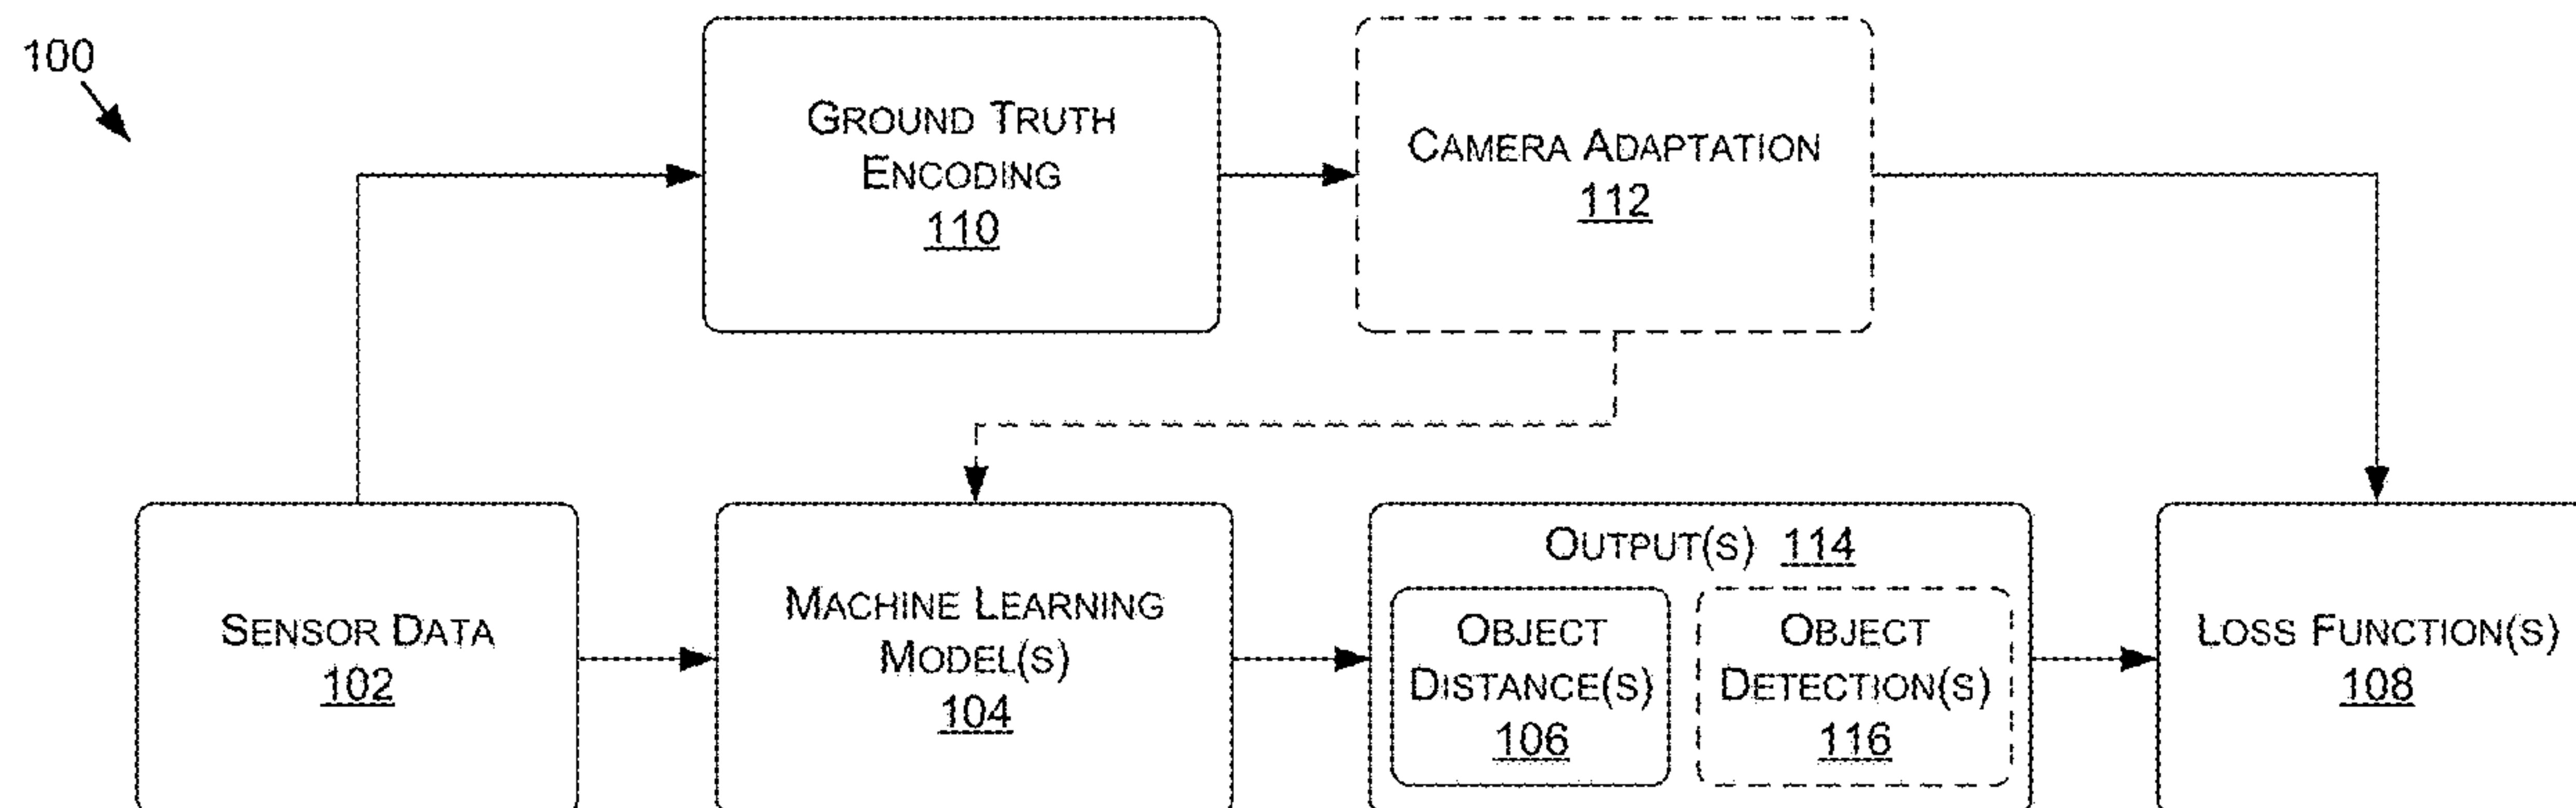 100
GROUND TRUTH
ENCODING
110
CAMERA ADAPTATION
112
SENSOR DATA
102
MACHINE LEARNING
MODEL(S)
104
OUTPUT(S) 114
OBJECT
DISTANCE(S)
106
OBJECT
DETECTION(S)
116
LOSS FUNCTION(S)
108